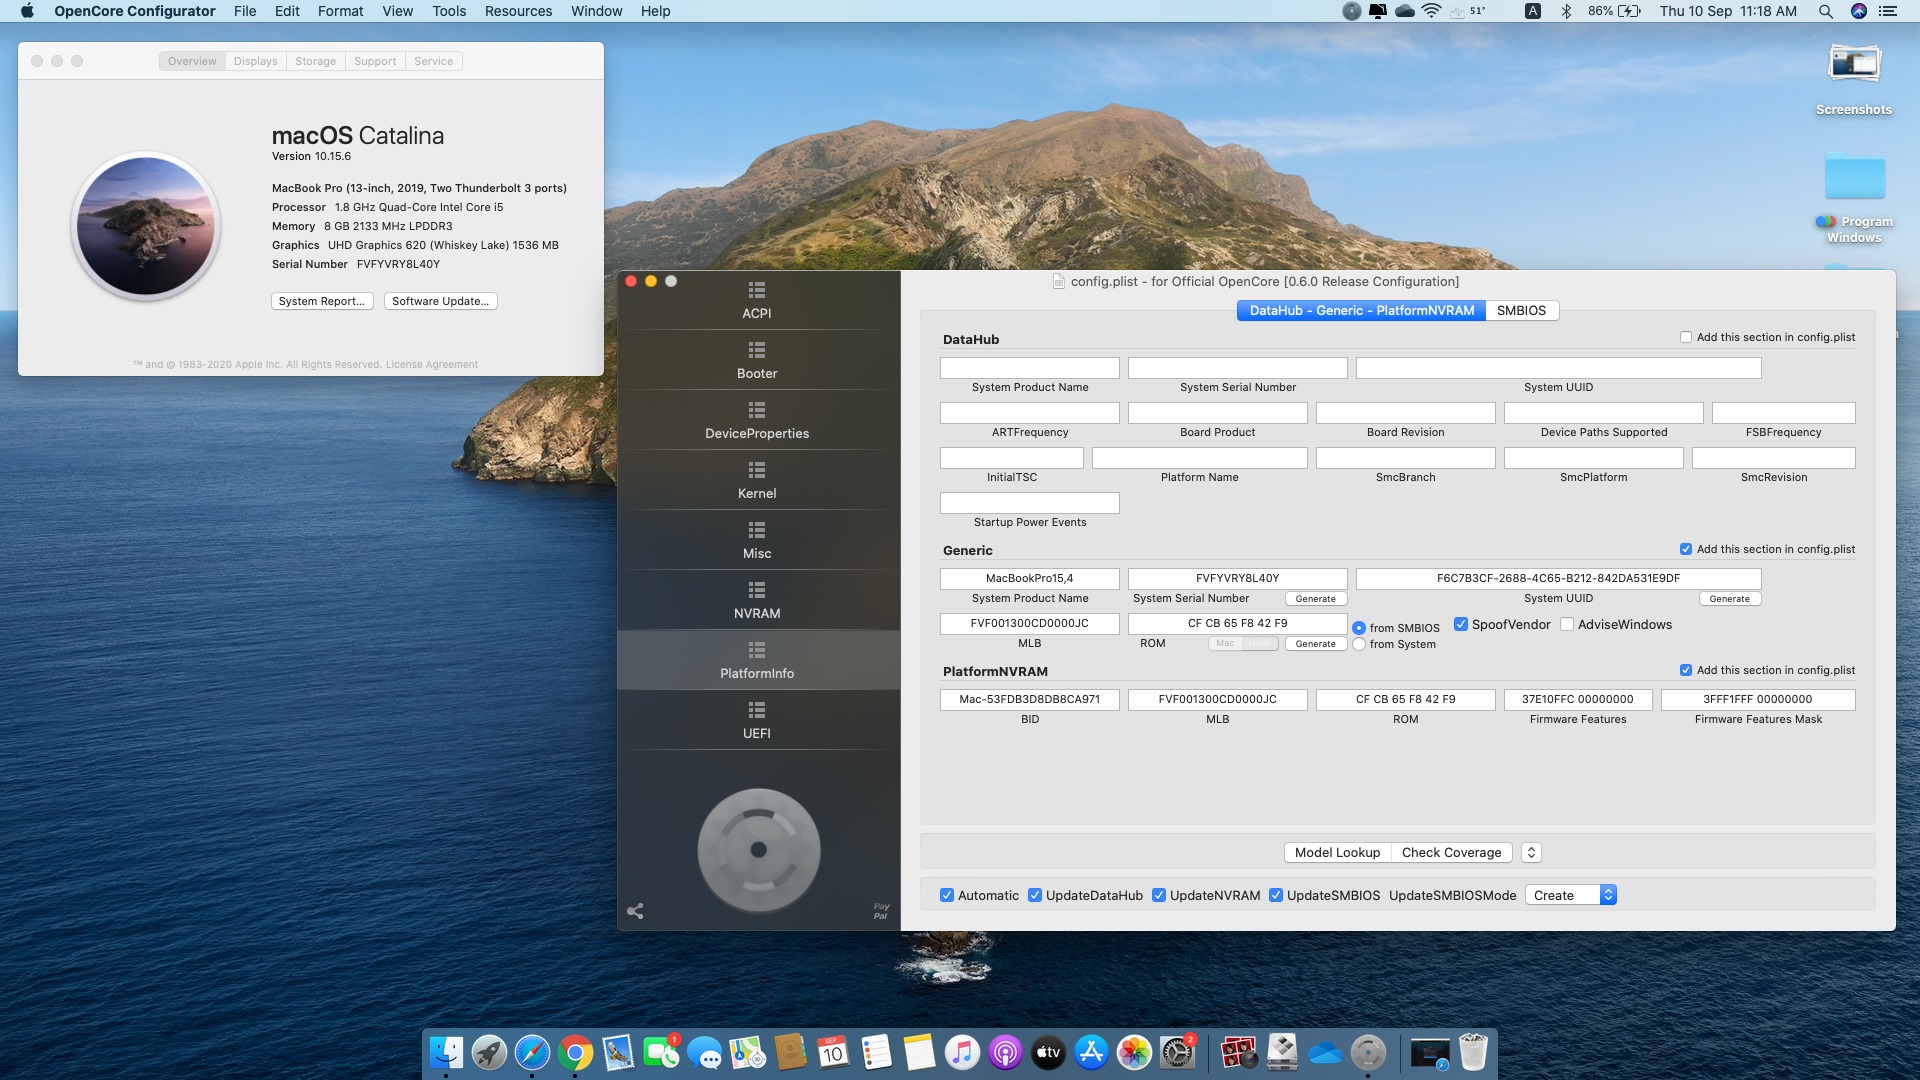 OpenCore Configurator File Edit Format View Tools Resources Window Help
51° A 86% Thu 10 Sep 11:18 AM
Overview Displays Storage Support Service
macOS Catalina
Version 10.15.6
MacBook Pro (13-inch, 2019, Two Thunderbolt 3 ports)
Processor 1.8 GHz Quad-Core Intel Core i5
Memory 8 GB 2133 MHz LPDDR3
Graphics UHD Graphics 620 (Whiskey Lake) 1536 MB
Serial Number FVFYVRY8L40Y
System Report... Software Update...
™ and © 1983-2020 Apple Inc. All Rights Reserved. License Agreement
Screenshots
Program
Windows
ACPI
Booter
DeviceProperties
Kernel
Misc
NVRAM
PlatformInfo
UEFI
Pay
Pal
config.plist - for Official OpenCore [0.6.0 Release Configuration]
DataHub - Generic - PlatformNVRAM SMBIOS
DataHub Add this section in config.plist
System Product Name System Serial Number System UUID
ARTFrequency Board Product Board Revision Device Paths Supported FSBFrequency
InitialTSC Platform Name SmcBranch SmcPlatform SmcRevision
Startup Power Events
Generic Add this section in config.plist
MacBookPro15,4 FVFYVRY8L40Y F6C7B3CF-2688-4C65-B212-842DA531E9DF
System Product Name System Serial Number Generate System UUID Generate
FVF001300CD0000JC CF CB 65 F8 42 F9 from SMBIOS SpoofVendor AdviseWindows
MLB ROM Mac Hack Generate from System
PlatformNVRAM Add this section in config.plist
Mac-53FDB3D8DB8CA971 FVF001300CD0000JC CF CB 65 F8 42 F9 37E10FFC 00000000 3FFF1FFF 00000000
BID MLB ROM Firmware Features Firmware Features Mask
Model Lookup Check Coverage
Automatic UpdateDataHub UpdateNVRAM UpdateSMBIOS UpdateSMBIOSMode Create
1
SEP
10
tv
2